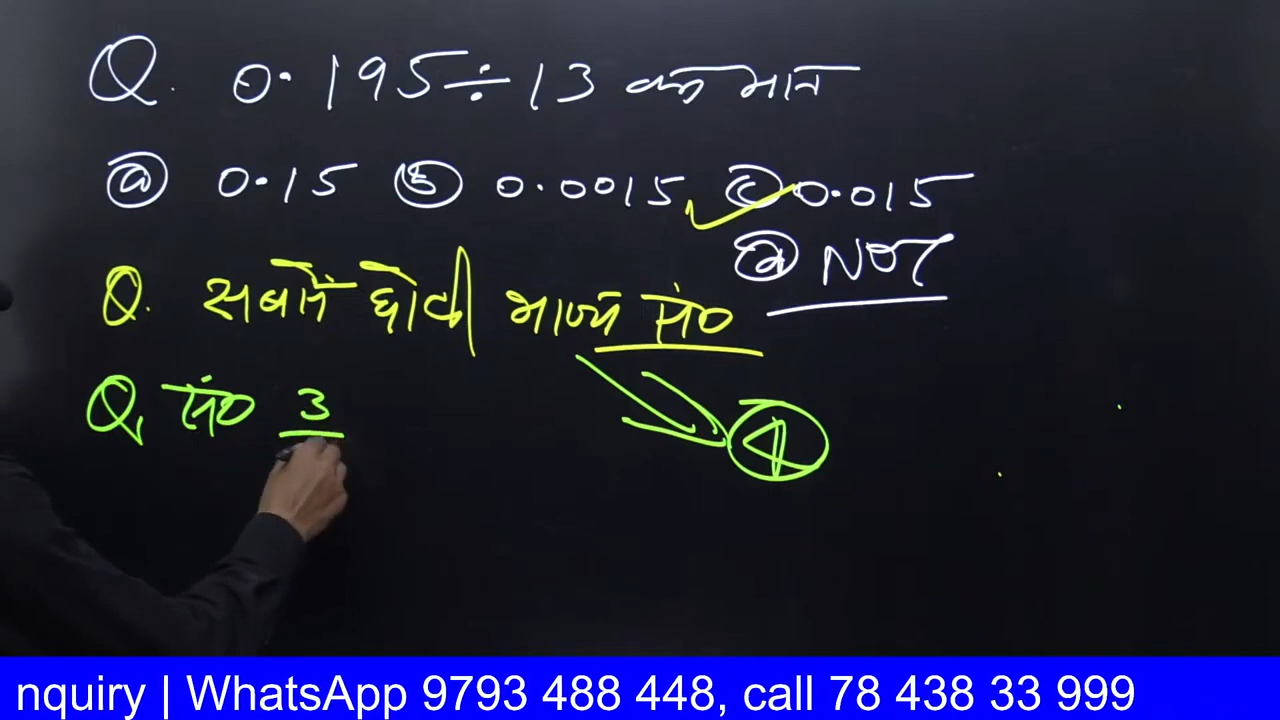 Q. 0.195 ÷ 13 का मान
ⓐ 0.15 ⓑ 0.0015 ⓒ 0.015
ⓓ NOT
Q. सबसे छोटी भाज्य सं०
Q, सं० 3
④
nquiry | WhatsApp 9793 488 448, call 78 438 33 999